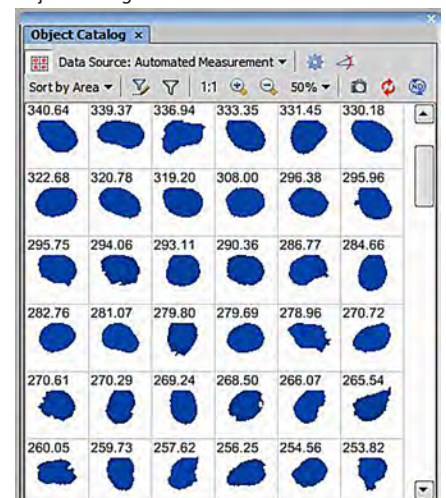 Object Catalog ×
Data Source: Automated Measurement
Sort by Area 1:1 50% ND
340.64 339.37 336.94 333.35 331.45 330.18
322.68 320.78 319.20 308.00 296.38 295.96
295.75 294.06 293.11 290.36 286.77 284.66
282.76 281.07 279.80 279.69 278.96 270.72
270.61 270.29 269.24 268.50 266.07 265.54
260.05 259.73 257.62 256.25 254.56 253.82